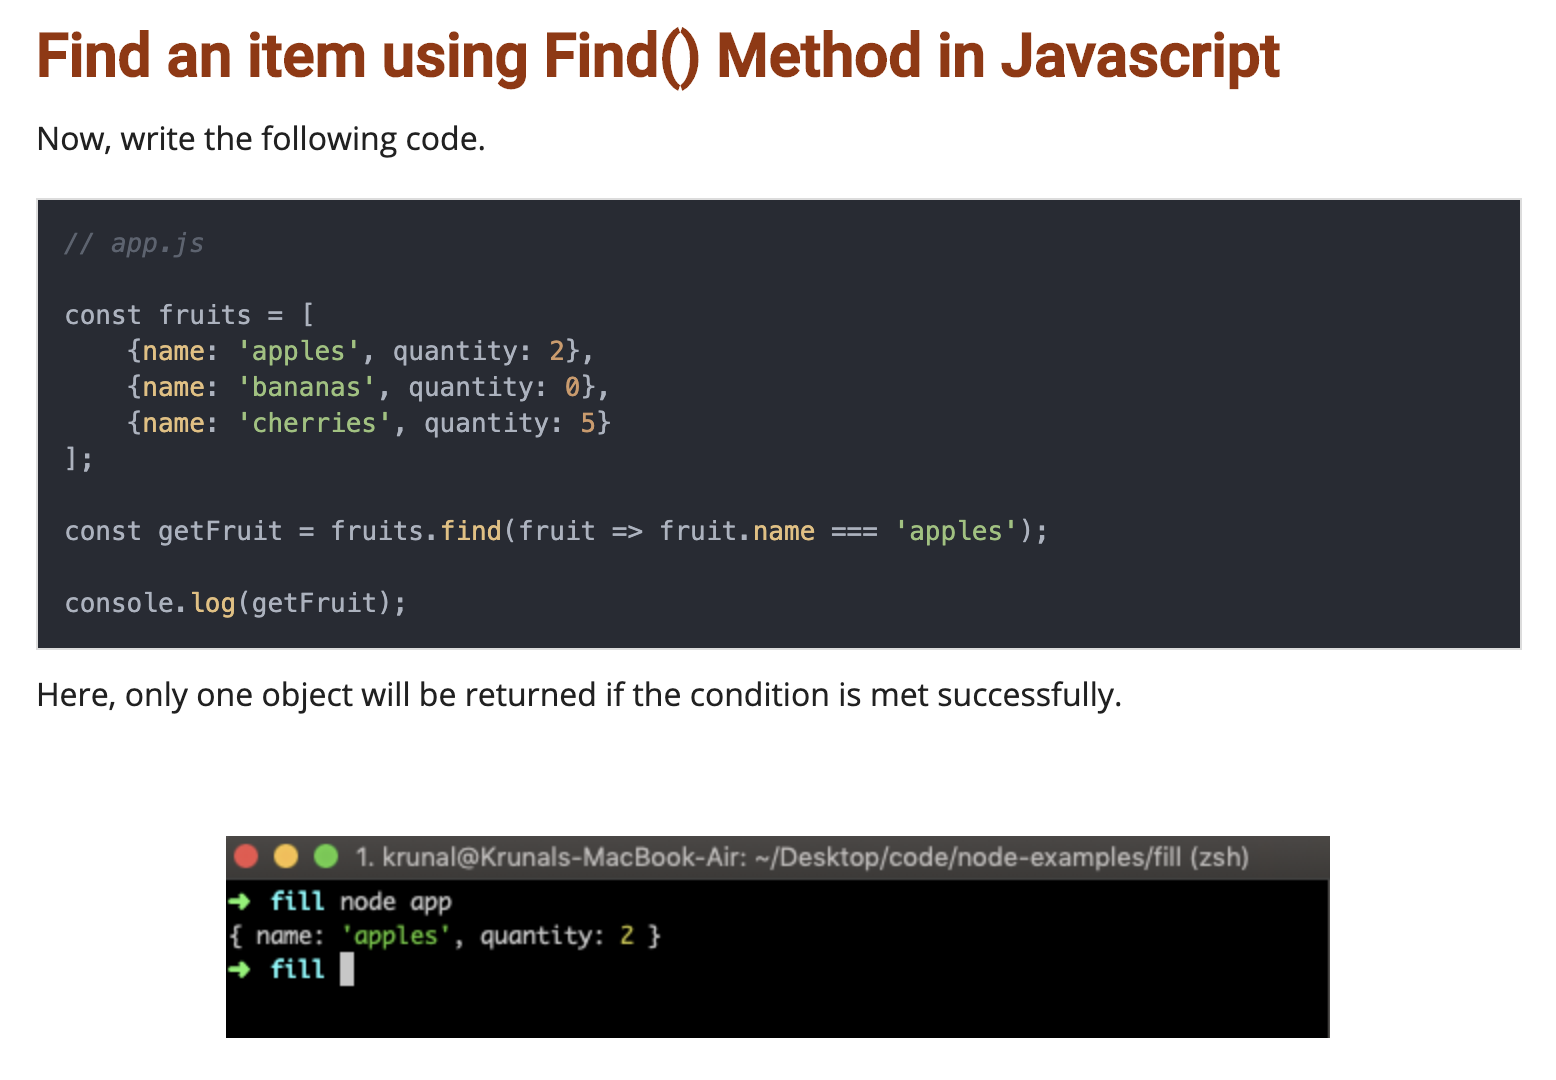 Find an item using Find() Method in Javascript
Now, write the following code.
// app.js
const fruits = [
    {name: 'apples', quantity: 2},
    {name: 'bananas', quantity: 0},
    {name: 'cherries', quantity: 5}
];
const getFruit = fruits.find(fruit => fruit.name === 'apples');
console.log(getFruit);
Here, only one object will be returned if the condition is met successfully.
1. krunal@Krunals-MacBook-Air: ~/Desktop/code/node-examples/fill (zsh)
➜ fill node app
{ name: 'apples', quantity: 2 }
➜ fill